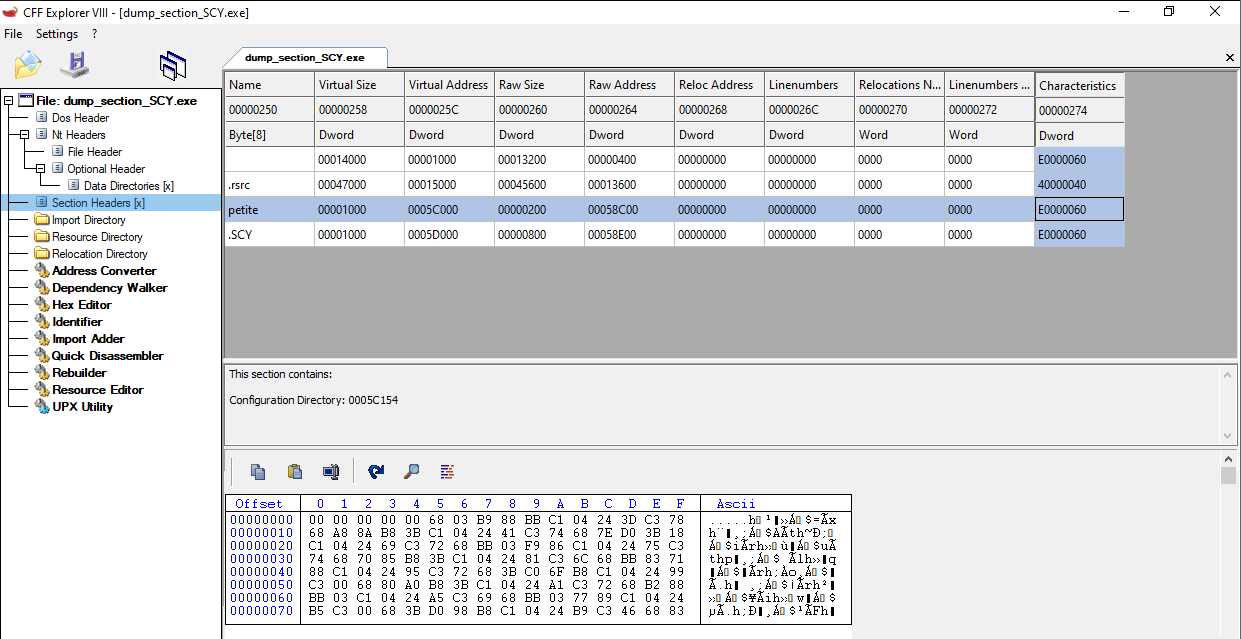 CFF Explorer VIII - [dump_section_SCY.exe]
File Settings ?
dump_section_SCY.exe
File: dump_section_SCY.exe
Dos Header
Nt Headers
File Header
Optional Header
Data Directories [x]
Section Headers [x]
Import Directory
Resource Directory
Relocation Directory
Address Converter
Dependency Walker
Hex Editor
Identifier
Import Adder
Quick Disassembler
Rebuilder
Resource Editor
UPX Utility
Name Virtual Size Virtual Address Raw Size Raw Address Reloc Address Linenumbers Relocations N... Linenumbers ... Characteristics
00000250 00000258 0000025C 00000260 00000264 00000268 0000026C 00000270 00000272 00000274
Byte[8] Dword Dword Dword Dword Dword Dword Word Word Dword
00014000 00001000 00013200 00000400 00000000 00000000 0000 0000 E0000060
.rsrc 00047000 00015000 00045600 00013600 00000000 00000000 0000 0000 40000040
petite 00001000 0005C000 00000200 00058C00 00000000 00000000 0000 0000 E0000060
.SCY 00001000 0005D000 00000800 00058E00 00000000 00000000 0000 0000 E0000060
This section contains:
Configuration Directory: 0005C154
Offset 0 1 2 3 4 5 6 7 8 9 A B C D E F Ascii
00000000 00 00 00 00 00 68 03 B9 88 BB C1 04 24 3D C3 78
00000010 68 A8 8A B8 3B C1 04 24 41 C3 74 68 7E D0 3B 18
00000020 C1 04 24 69 C3 72 68 BB 03 F9 86 C1 04 24 75 C3
00000030 74 68 70 85 B8 3B C1 04 24 81 C3 6C 68 BB 83 71
00000040 88 C1 04 24 95 C3 72 68 3B C0 6F B8 C1 04 24 99
00000050 C3 00 68 80 A0 B8 3B C1 04 24 A1 C3 72 68 B2 88
00000060 BB 03 C1 04 24 A5 C3 69 68 BB 03 77 89 C1 04 24
00000070 B5 C3 00 68 3B D0 98 B8 C1 04 24 B9 C3 46 68 83